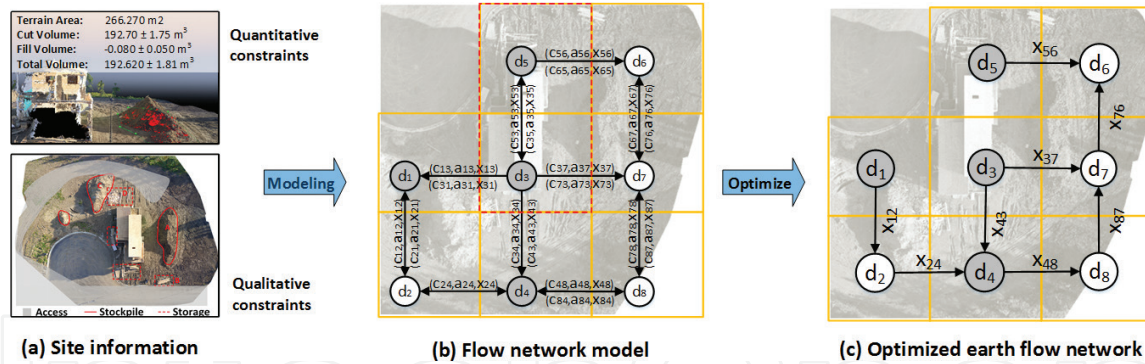 Terrain Area: 266.270 m2
Cut Volume: 192.70 ± 1.75 m³
Fill Volume: -0.080 ± 0.050 m³
Total Volume: 192.620 ± 1.81 m³
Quantitative
constraints
Access Stockpile Storage
Qualitative
constraints
(a) Site information
Modeling
d5
(c56,a56,x56)
(c65,a65,x65)
d6
(c53,a53,x53)
(c35,a35,x35)
(c67,a67,x67)
(c76,a76,x76)
d1
(c13,a13,x13)
(c31,a31,x31)
d3
(c37,a37,x37)
(c73,a73,x73)
d7
(c12,a12,x12)
(c21,a21,x21)
(c34,a34,x34)
(c43,a43,x43)
(c78,a78,x78)
(c87,a87,x87)
d2
(c24,a24,x24)
d4
(c48,a48,x48)
(c84,a84,x84)
d8
(b) Flow network model
Optimize
d5
x56
d6
x76
d1
d3
x37
d7
x12
x43
x87
d2
x24
d4
x48
d8
(c) Optimized earth flow network